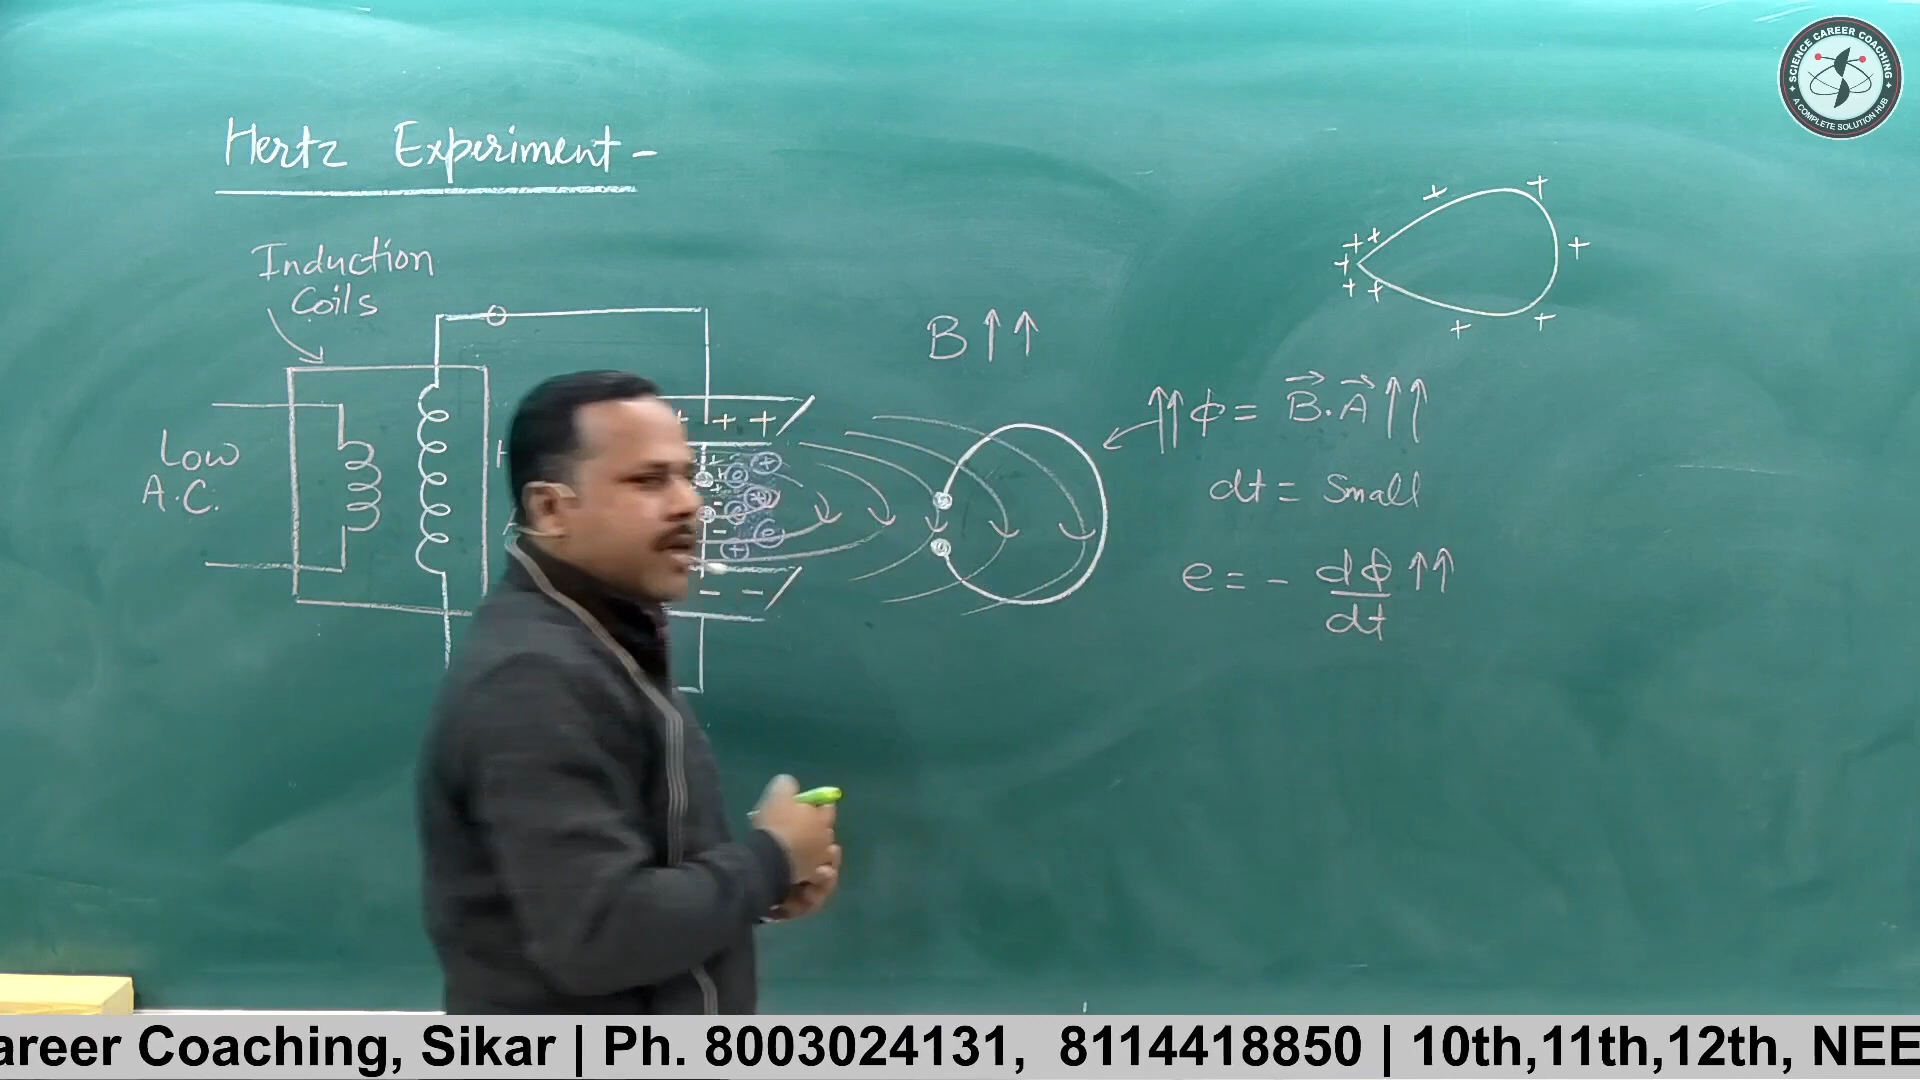 SCIENCE CAREER COACHING
A COMPLETE SOLUTION HUB
Hertz Experiment -
Induction
Coils
Low
A.C.
H
B↑↑
↑↑ϕ = B⃗.A⃗↑↑
dt = Small
e = - dϕ/dt ↑↑
areer Coaching, Sikar | Ph. 8003024131, 8114418850 | 10th,11th,12th, NEE